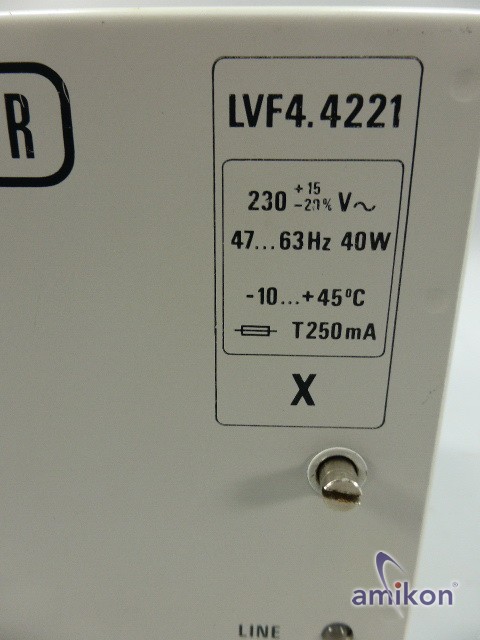 R
LVF4.4221
230 +15 -20% V~
47...63Hz 40W
-10...+45°C
T250mA
X
amikon®
LINE